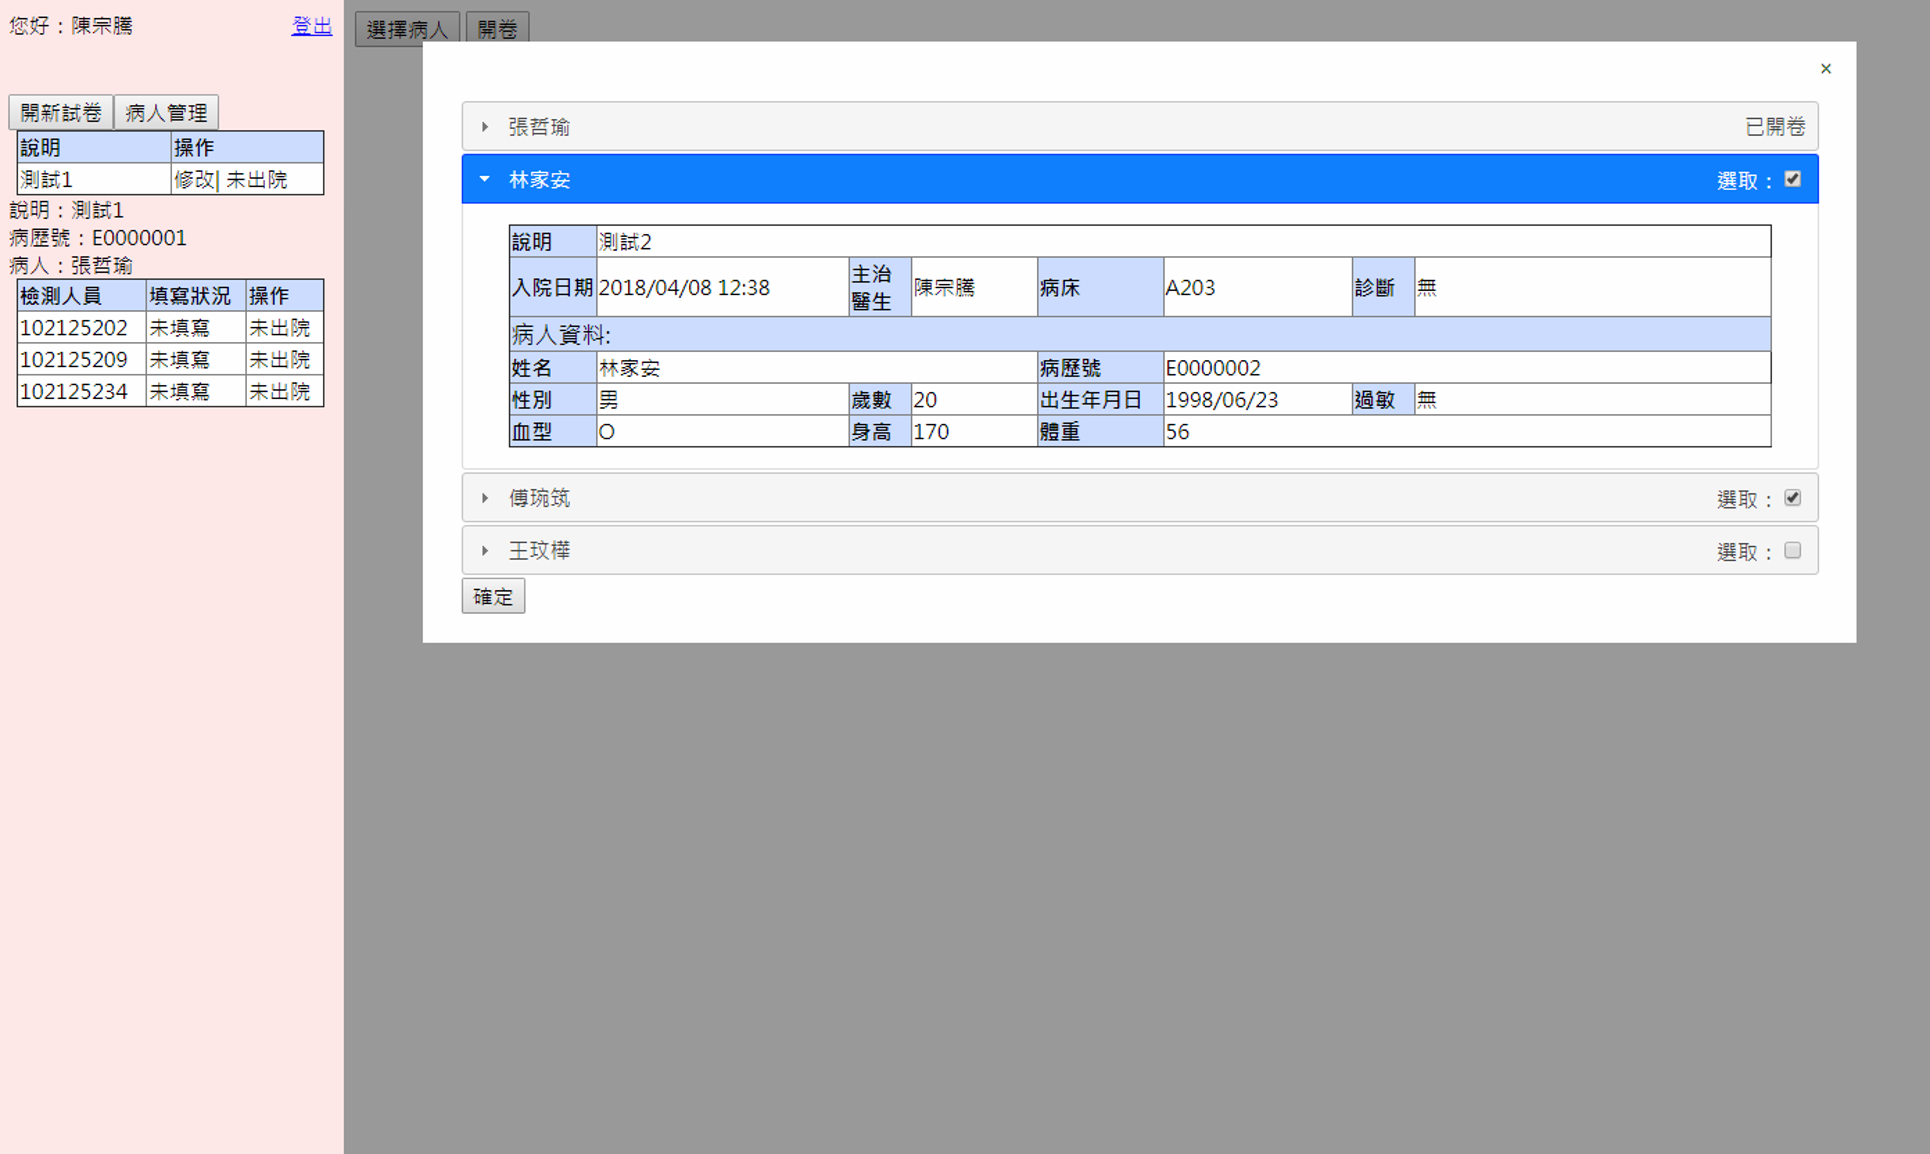 您好：陳宗騰 登出
開新試卷 病人管理
說明 操作
測試1 修改| 未出院
說明：測試1
病歷號：E0000001
病人：張哲瑜
檢測人員 填寫狀況 操作
102125202 未填寫 未出院
102125209 未填寫 未出院
102125234 未填寫 未出院
選擇病人 開卷
×
張哲瑜 已開卷
林家安 選取：
說明 測試2
入院日期 2018/04/08 12:38 主治醫生 陳宗騰 病床 A203 診斷 無
病人資料:
姓名 林家安 病歷號 E0000002
性別 男 歲數 20 出生年月日 1998/06/23 過敏 無
血型 O 身高 170 體重 56
傅琬筑 選取：
王玟樺 選取：
確定